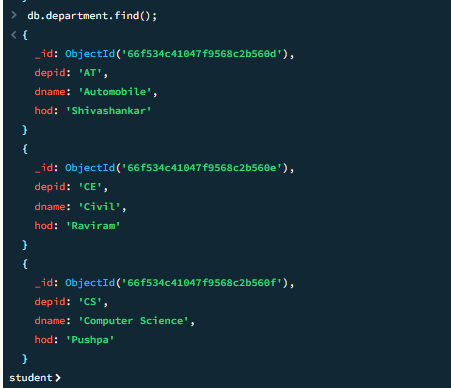 > db.department.find();
< {
_id: ObjectId('66f534c41047f9568c2b560d'),
depid: 'AT',
dname: 'Automobile',
hod: 'Shivashankar'
}
{
_id: ObjectId('66f534c41047f9568c2b560e'),
depid: 'CE',
dname: 'Civil',
hod: 'Raviram'
}
{
_id: ObjectId('66f534c41047f9568c2b560f'),
depid: 'CS',
dname: 'Computer Science',
hod: 'Pushpa'
}
student>